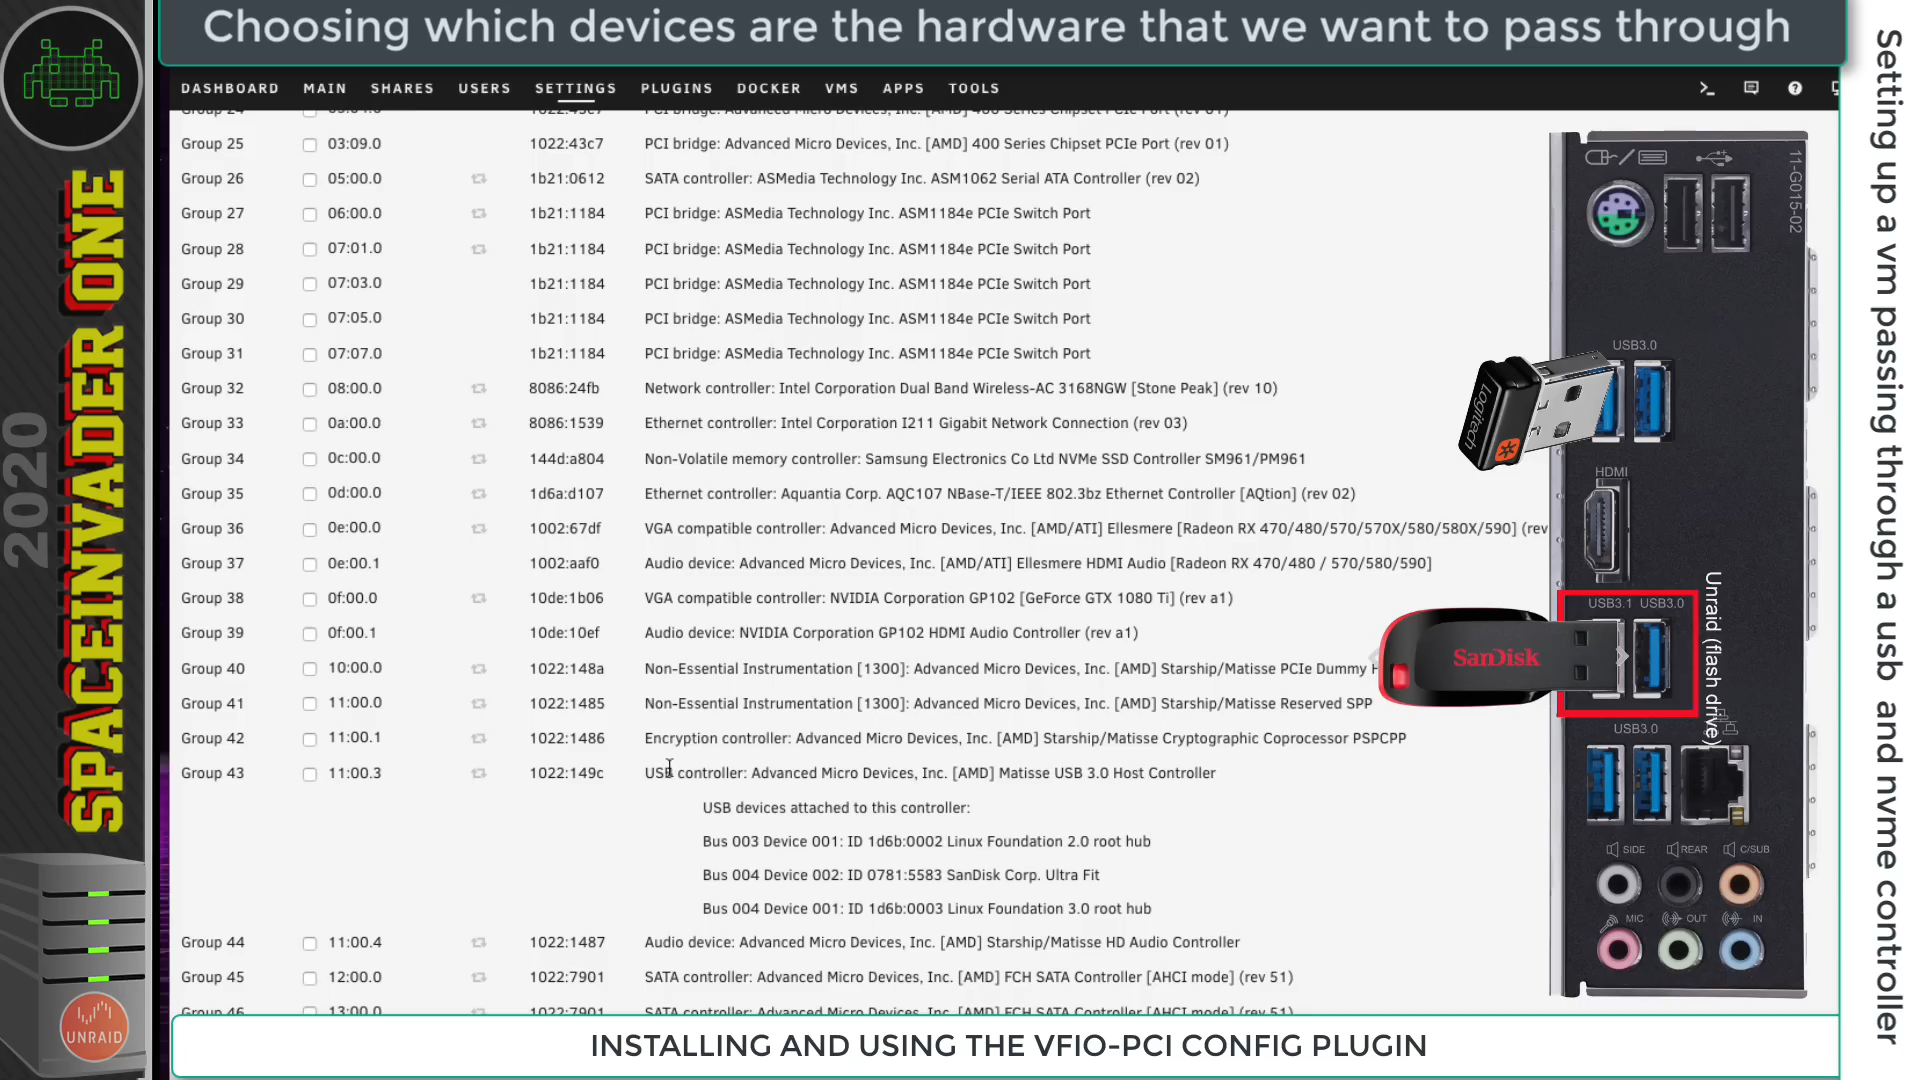 Choosing which devices are the hardware that we want to pass through
DASHBOARD MAIN SHARES USERS SETTINGS PLUGINS DOCKER VMS APPS TOOLS
Group 25 03:09.0 1022:43c7 PCI bridge: Advanced Micro Devices, Inc. [AMD] 400 Series Chipset PCIe Port (rev 01)
Group 26 05:00.0 1b21:0612 SATA controller: ASMedia Technology Inc. ASM1062 Serial ATA Controller (rev 02)
Group 27 06:00.0 1b21:1184 PCI bridge: ASMedia Technology Inc. ASM1184e PCIe Switch Port
Group 28 07:01.0 1b21:1184 PCI bridge: ASMedia Technology Inc. ASM1184e PCIe Switch Port
Group 29 07:03.0 1b21:1184 PCI bridge: ASMedia Technology Inc. ASM1184e PCIe Switch Port
Group 30 07:05.0 1b21:1184 PCI bridge: ASMedia Technology Inc. ASM1184e PCIe Switch Port
Group 31 07:07.0 1b21:1184 PCI bridge: ASMedia Technology Inc. ASM1184e PCIe Switch Port
Group 32 08:00.0 8086:24fb Network controller: Intel Corporation Dual Band Wireless-AC 3168NGW [Stone Peak] (rev 10)
Group 33 0a:00.0 8086:1539 Ethernet controller: Intel Corporation I211 Gigabit Network Connection (rev 03)
Group 34 0c:00.0 144d:a804 Non-Volatile memory controller: Samsung Electronics Co Ltd NVMe SSD Controller SM961/PM961
Group 35 0d:00.0 1d6a:d107 Ethernet controller: Aquantia Corp. AQC107 NBase-T/IEEE 802.3bz Ethernet Controller [AQtion] (rev 02)
Group 36 0e:00.0 1002:67df VGA compatible controller: Advanced Micro Devices, Inc. [AMD/ATI] Ellesmere [Radeon RX 470/480/570/570X/580/580X/590] (rev
Group 37 0e:00.1 1002:aaf0 Audio device: Advanced Micro Devices, Inc. [AMD/ATI] Ellesmere HDMI Audio [Radeon RX 470/480 / 570/580/590]
Group 38 0f:00.0 10de:1b06 VGA compatible controller: NVIDIA Corporation GP102 [GeForce GTX 1080 Ti] (rev a1)
Group 39 0f:00.1 10de:10ef Audio device: NVIDIA Corporation GP102 HDMI Audio Controller (rev a1)
Group 40 10:00.0 1022:148a Non-Essential Instrumentation [1300]: Advanced Micro Devices, Inc. [AMD] Starship/Matisse PCIe Dummy
Group 41 11:00.0 1022:1485 Non-Essential Instrumentation [1300]: Advanced Micro Devices, Inc. [AMD] Starship/Matisse Reserved SPP
Group 42 11:00.1 1022:1486 Encryption controller: Advanced Micro Devices, Inc. [AMD] Starship/Matisse Cryptographic Coprocessor PSPCPP
Group 43 11:00.3 1022:149c USB controller: Advanced Micro Devices, Inc. [AMD] Matisse USB 3.0 Host Controller
USB devices attached to this controller:
Bus 003 Device 001: ID 1d6b:0002 Linux Foundation 2.0 root hub
Bus 004 Device 002: ID 0781:5583 SanDisk Corp. Ultra Fit
Bus 004 Device 001: ID 1d6b:0003 Linux Foundation 3.0 root hub
Group 44 11:00.4 1022:1487 Audio device: Advanced Micro Devices, Inc. [AMD] Starship/Matisse HD Audio Controller
Group 45 12:00.0 1022:7901 SATA controller: Advanced Micro Devices, Inc. [AMD] FCH SATA Controller [AHCI mode] (rev 51)
Group 46 13:00.0 1022:7901 SATA controller: Advanced Micro Devices, Inc. [AMD] FCH SATA Controller [AHCI mode] (rev 51)
INSTALLING AND USING THE VFIO-PCI CONFIG PLUGIN
2020
SPACEINVADER ONE
UNRAID
11-G015-02
USB3.0
Logitech
HDMI
USB3.1 USB3.0
SanDisk
Unraid (flash drive)
USB3.0
SIDE REAR C/SUB
MIC OUT IN
Setting up a vm passing through a usb and nvme controller